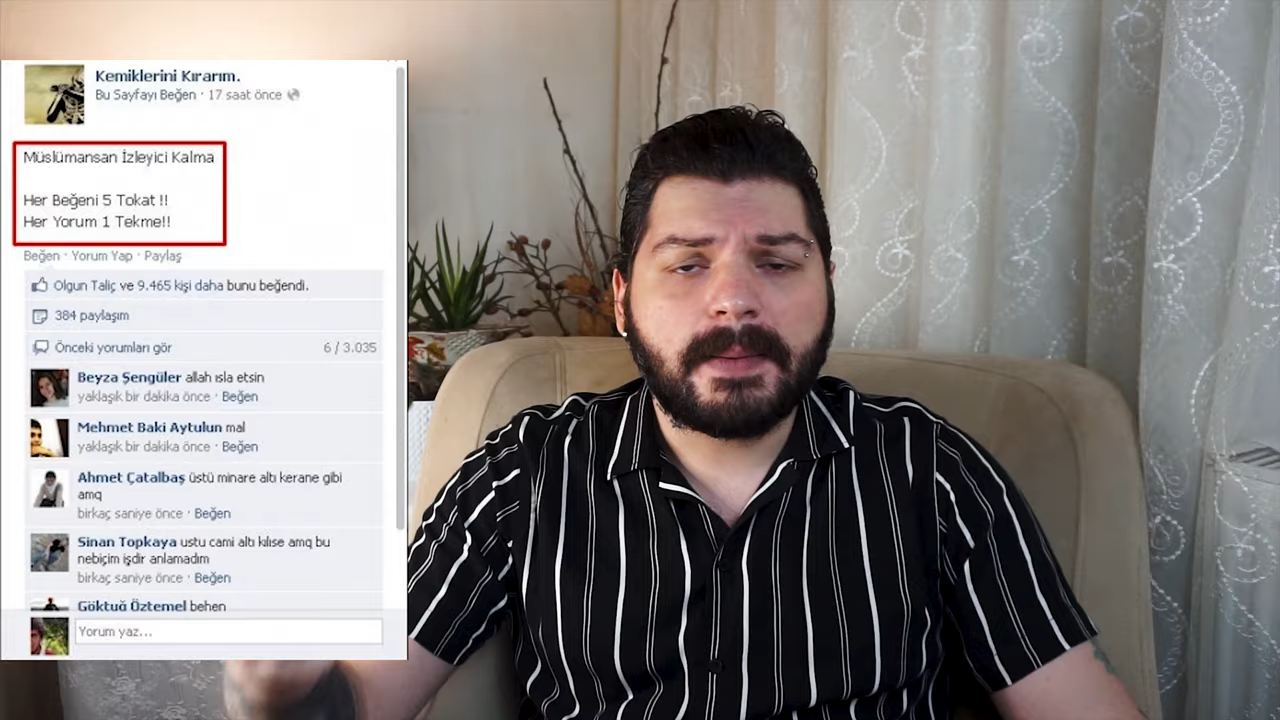 Kemiklerini Kırarım.
Bu Sayfayı Beğen · 17 saat önce
Müslümansan İzleyici Kalma
Her Beğeni 5 Tokat !!
Her Yorum 1 Tekme!!
Beğen · Yorum Yap · Paylaş
Olgun Taliç ve 9.465 kişi daha bunu beğendi.
384 paylaşım
Önceki yorumları gör 6 / 3.035
Beyza Şengüler allah ısla etsin
yaklaşık bir dakika önce · Beğen
Mehmet Baki Aytulun mal
yaklaşık bir dakika önce · Beğen
Ahmet Çatalbaş üstü minare altı kerane gibi
amq
birkaç saniye önce · Beğen
Sinan Topkaya ustu cami altı kılıse amq bu
nebiçim işdir anlamadım
birkaç saniye önce · Beğen
Göktuğ Öztemel behen
Yorum yaz...